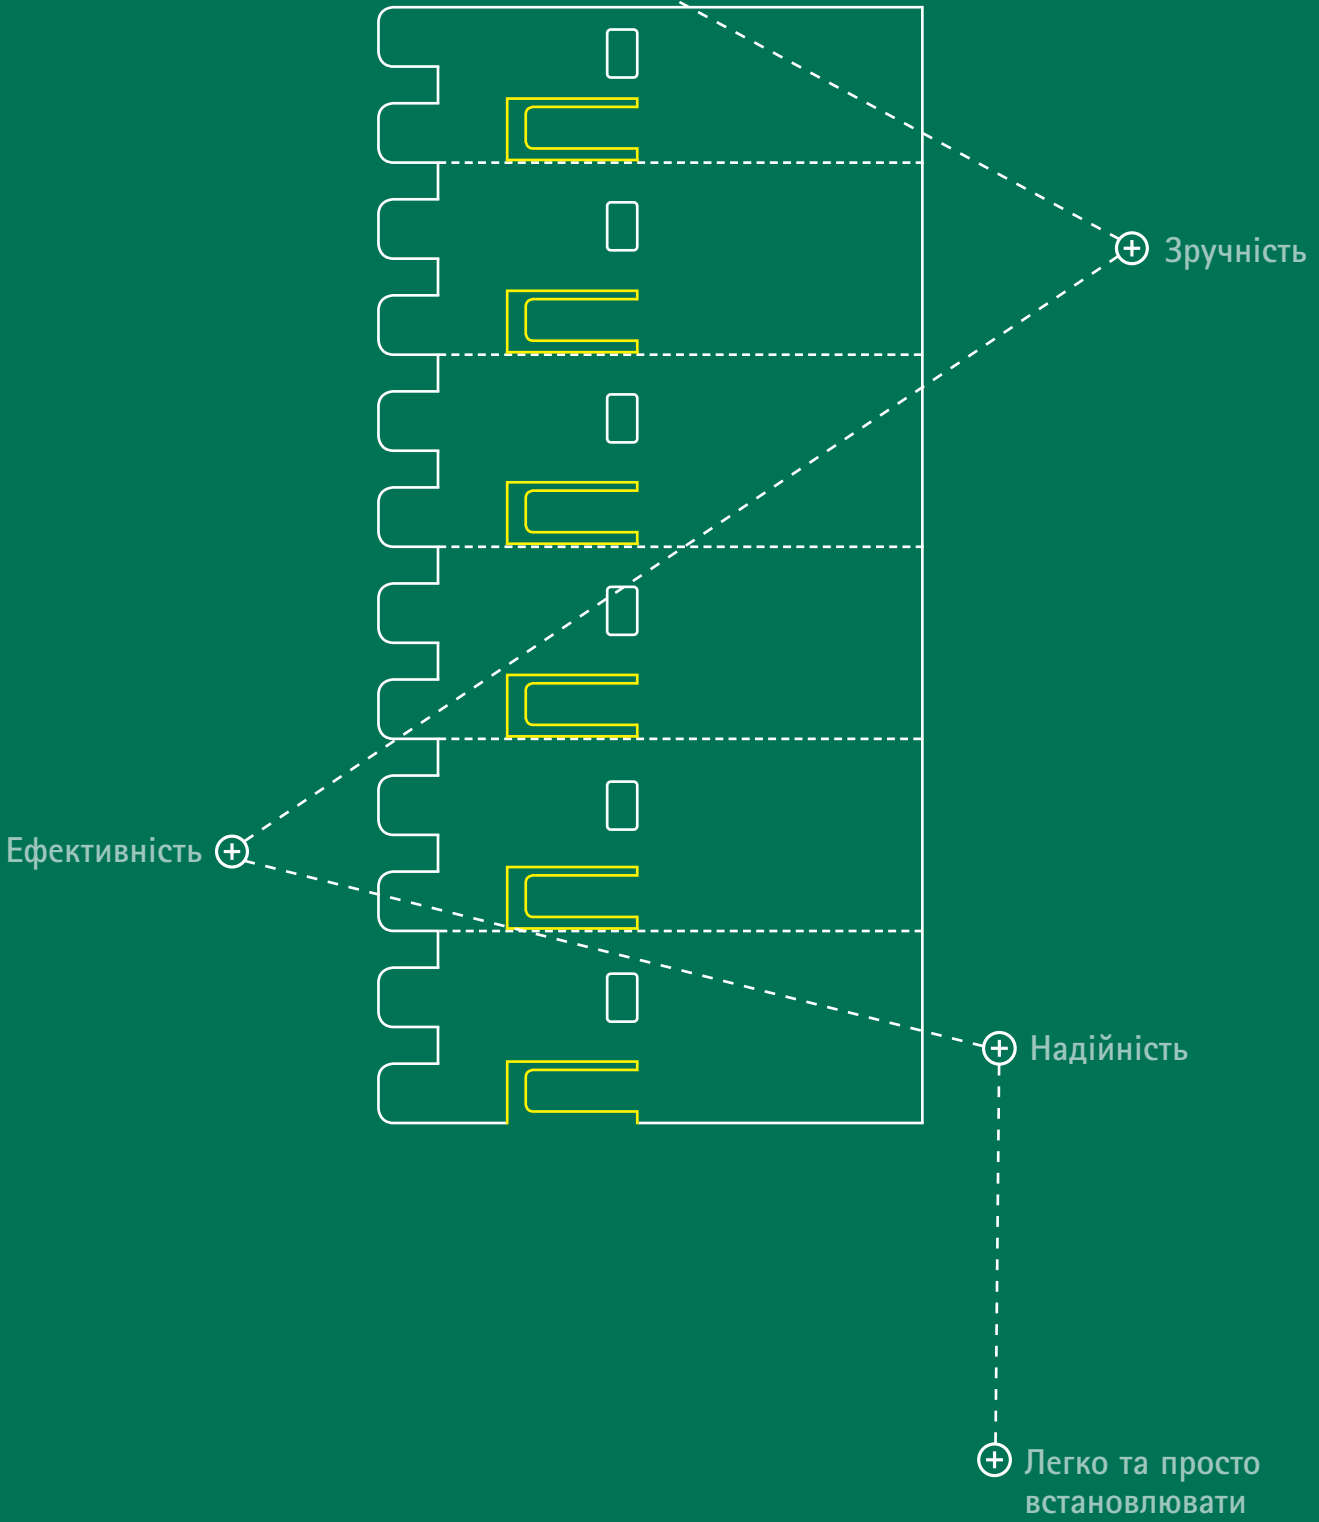 Зручність
Ефективність
Надійність
Легко та просто
встановлювати